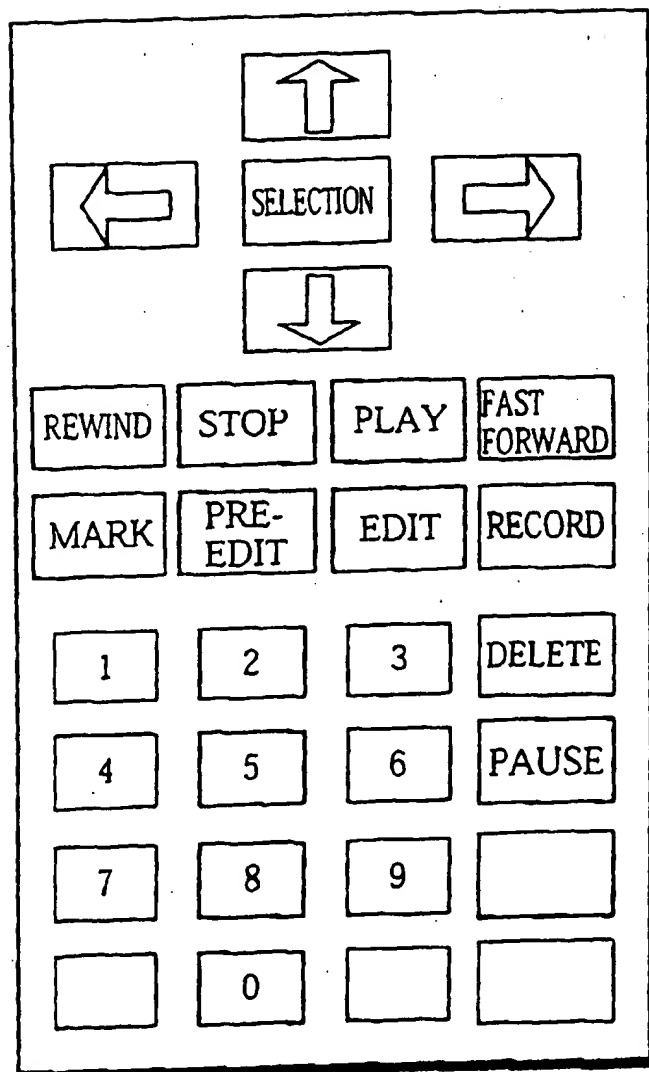 SELECTION
REWIND STOP PLAY FAST FORWARD
MARK PRE-EDIT EDIT RECORD
1 2 3 DELETE
4 5 6 PAUSE
7 8 9
0